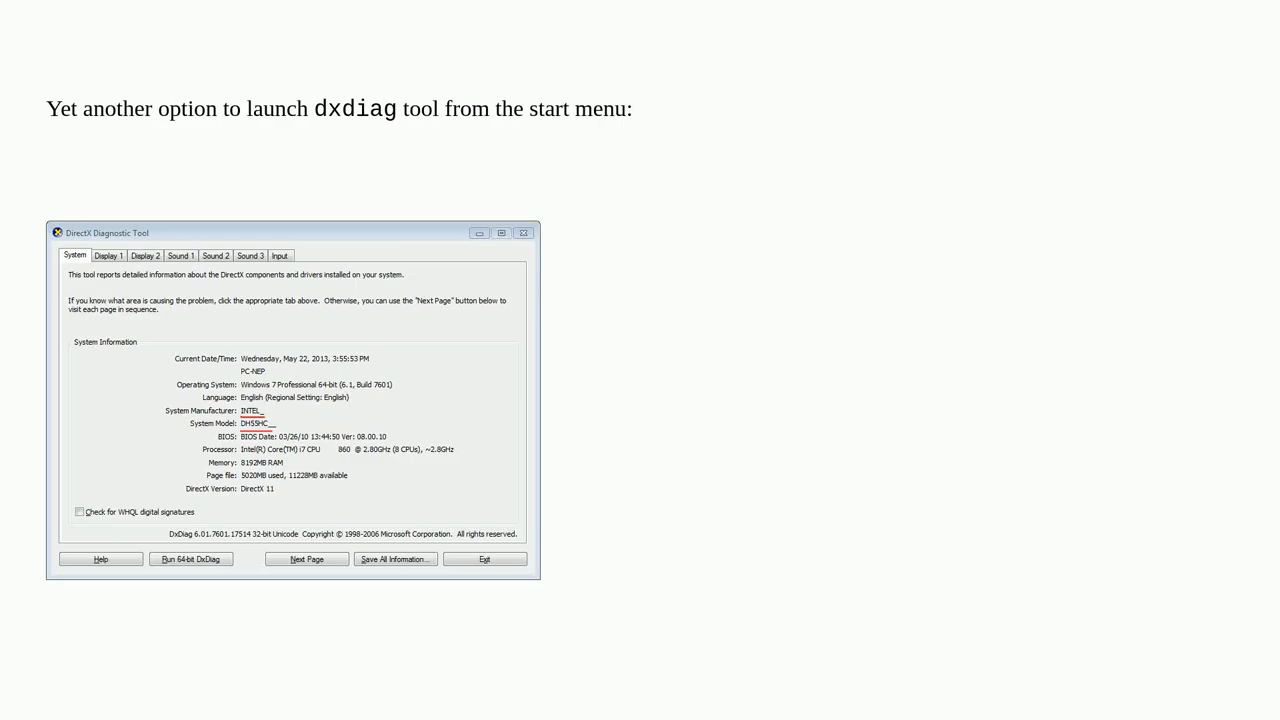 Yet another option to launch dxdiag tool from the start menu:
DirectX Diagnostic Tool
System Display 1 Display 2 Sound 1 Sound 2 Sound 3 Input
This tool reports detailed information about the DirectX components and drivers installed on your system.
If you know what area is causing the problem, click the appropriate tab above. Otherwise, you can use the "Next Page" button below to
visit each page in sequence.
System Information
Current Date/Time: Wednesday, May 22, 2013, 3:55:53 PM
PC-NEP
Operating System: Windows 7 Professional 64-bit (6.1, Build 7601)
Language: English (Regional Setting: English)
System Manufacturer: INTEL_
System Model: DH55HC__
BIOS: BIOS Date: 03/26/10 13:44:50 Ver: 08.00.10
Processor: Intel(R) Core(TM) i7 CPU 860 @ 2.80GHz (8 CPUs), ~2.8GHz
Memory: 8192MB RAM
Page file: 5020MB used, 11228MB available
DirectX Version: DirectX 11
Check for WHQL digital signatures
DxDiag 6.01.7601.17514 32-bit Unicode Copyright © 1998-2006 Microsoft Corporation. All rights reserved.
Help Run 64-bit DxDiag Next Page Save All Information... Exit